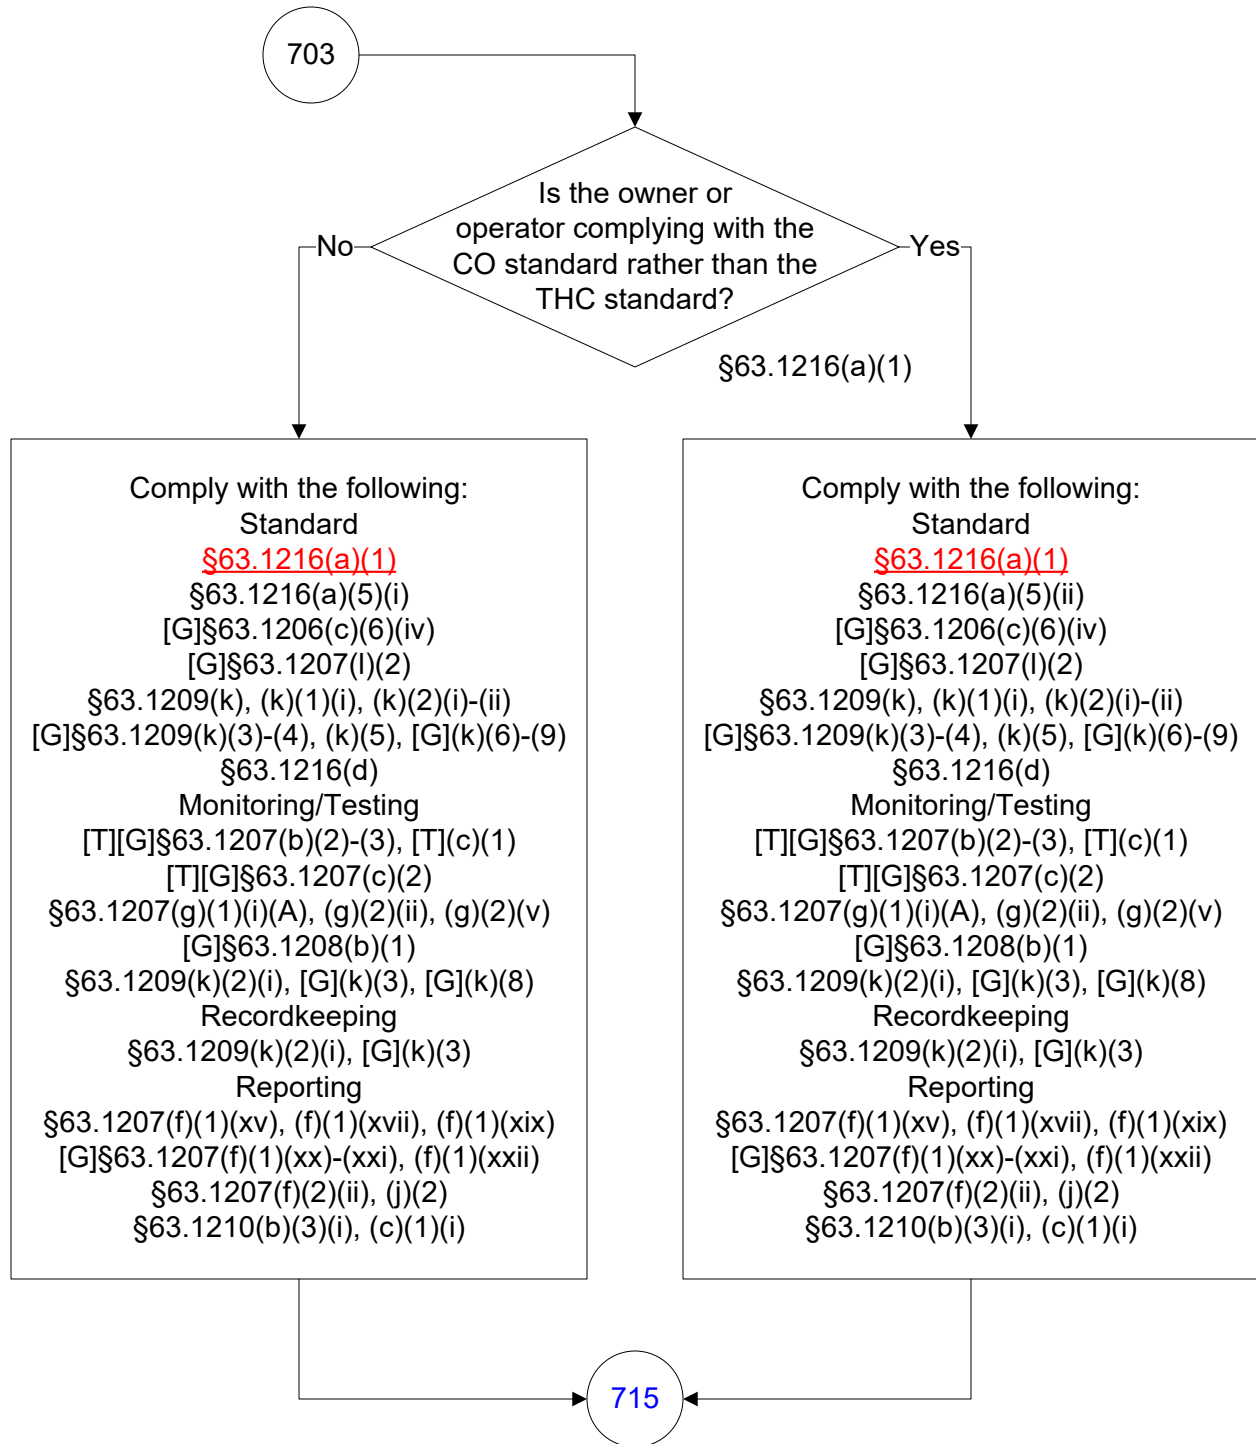 703
Is the owner or
operator complying with the
CO standard rather than the
THC standard?
No
Yes
§63.1216(a)(1)
Comply with the following:
Standard
§63.1216(a)(1)
§63.1216(a)(5)(i)
[G]§63.1206(c)(6)(iv)
[G]§63.1207(l)(2)
§63.1209(k), (k)(1)(i), (k)(2)(i)-(ii)
[G]§63.1209(k)(3)-(4), (k)(5), [G](k)(6)-(9)
§63.1216(d)
Monitoring/Testing
[T][G]§63.1207(b)(2)-(3), [T](c)(1)
[T][G]§63.1207(c)(2)
§63.1207(g)(1)(i)(A), (g)(2)(ii), (g)(2)(v)
[G]§63.1208(b)(1)
§63.1209(k)(2)(i), [G](k)(3), [G](k)(8)
Recordkeeping
§63.1209(k)(2)(i), [G](k)(3)
Reporting
§63.1207(f)(1)(xv), (f)(1)(xvii), (f)(1)(xix)
[G]§63.1207(f)(1)(xx)-(xxi), (f)(1)(xxii)
§63.1207(f)(2)(ii), (j)(2)
§63.1210(b)(3)(i), (c)(1)(i)
Comply with the following:
Standard
§63.1216(a)(1)
§63.1216(a)(5)(ii)
[G]§63.1206(c)(6)(iv)
[G]§63.1207(l)(2)
§63.1209(k), (k)(1)(i), (k)(2)(i)-(ii)
[G]§63.1209(k)(3)-(4), (k)(5), [G](k)(6)-(9)
§63.1216(d)
Monitoring/Testing
[T][G]§63.1207(b)(2)-(3), [T](c)(1)
[T][G]§63.1207(c)(2)
§63.1207(g)(1)(i)(A), (g)(2)(ii), (g)(2)(v)
[G]§63.1208(b)(1)
§63.1209(k)(2)(i), [G](k)(3), [G](k)(8)
Recordkeeping
§63.1209(k)(2)(i), [G](k)(3)
Reporting
§63.1207(f)(1)(xv), (f)(1)(xvii), (f)(1)(xix)
[G]§63.1207(f)(1)(xx)-(xxi), (f)(1)(xxii)
§63.1207(f)(2)(ii), (j)(2)
§63.1210(b)(3)(i), (c)(1)(i)
715